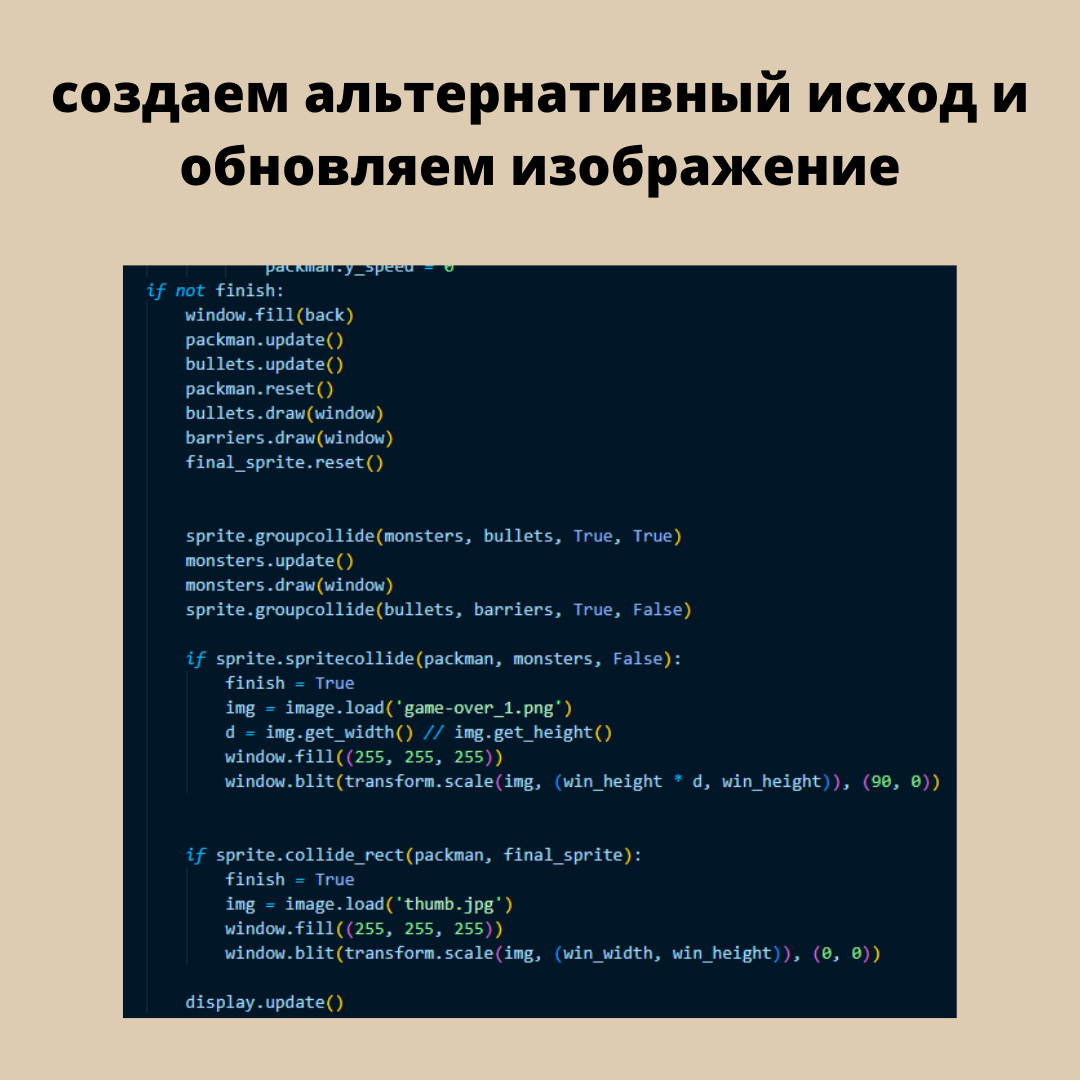 создаем альтернативный исход и
обновляем изображение
packman.y_speed = 0
if not finish:
window.fill(back)
packman.update()
bullets.update()
packman.reset()
bullets.draw(window)
barriers.draw(window)
final_sprite.reset()
sprite.groupcollide(monsters, bullets, True, True)
monsters.update()
monsters.draw(window)
sprite.groupcollide(bullets, barriers, True, False)
if sprite.spritecollide(packman, monsters, False):
finish = True
img = image.load('game-over_1.png')
d = img.get_width() // img.get_height()
window.fill((255, 255, 255))
window.blit(transform.scale(img, (win_height * d, win_height)), (90, 0))
if sprite.collide_rect(packman, final_sprite):
finish = True
img = image.load('thumb.jpg')
window.fill((255, 255, 255))
window.blit(transform.scale(img, (win_width, win_height)), (0, 0))
display.update()